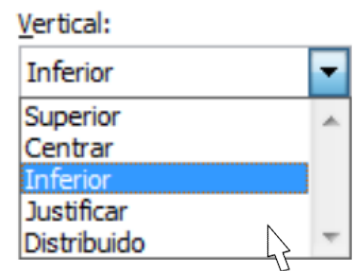 Vertical:
Inferior
Superior
Centrar
Inferior
Justificar
Distribuido